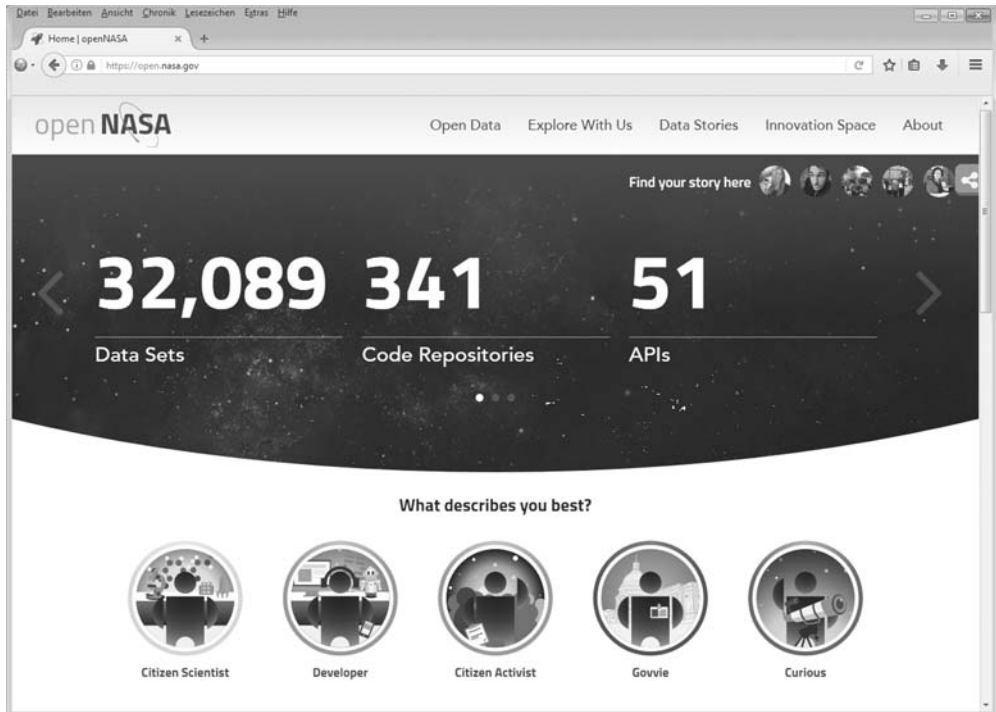 Datei Bearbeiten Ansicht Chronik Lesezeichen Extras Hilfe
Home | openNASA
https://open.nasa.gov
open NASA
Open Data Explore With Us Data Stories Innovation Space About
Find your story here
32,089 341 51
Data Sets Code Repositories APIs
What describes you best?
Citizen Scientist Developer Citizen Activist Govvie Curious